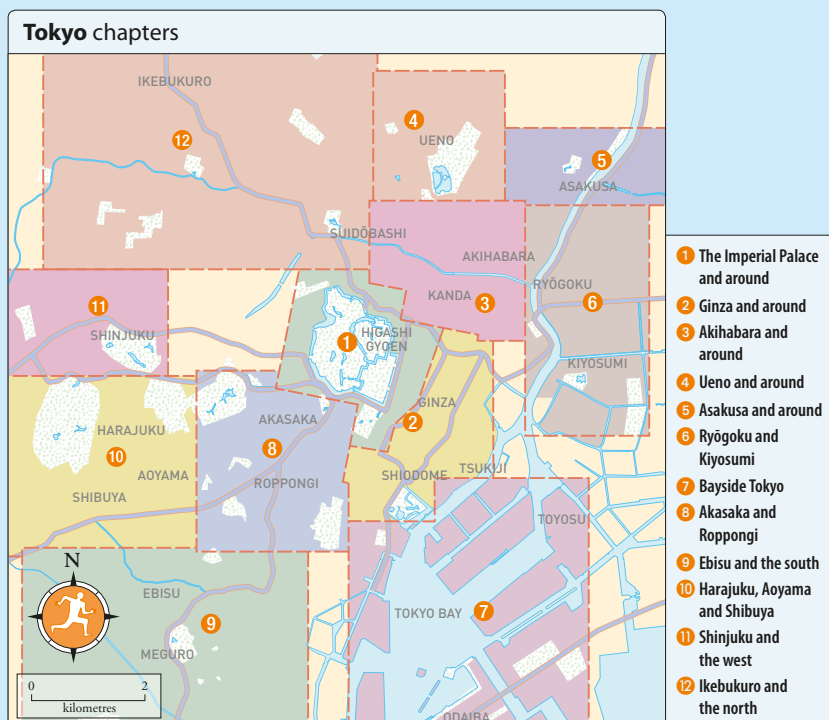 Tokyo chapters
IKEBUKURO
12
4
UENO
5
ASAKUSA
SUIDŌBASHI
AKIHABARA
RYŌGOKU
KANDA
3
6
11
SHINJUKU
1
HIGASHI
GYOEN
KIYOSUMI
GINZA
2
AKASAKA
8
HARAJUKU
10
AOYAMA
ROPPONGI
SHIODOME
TSUKIJI
SHIBUYA
TOYOSU
N
EBISU
9
MEGURO
TOKYO BAY
7
ODAIBA
0 2
kilometres
1 The Imperial Palace
and around
2 Ginza and around
3 Akihabara and
around
4 Ueno and around
5 Asakusa and around
6 Ryōgoku and
Kiyosumi
7 Bayside Tokyo
8 Akasaka and
Roppongi
9 Ebisu and the south
10 Harajuku, Aoyama
and Shibuya
11 Shinjuku and
the west
12 Ikebukuro and
the north